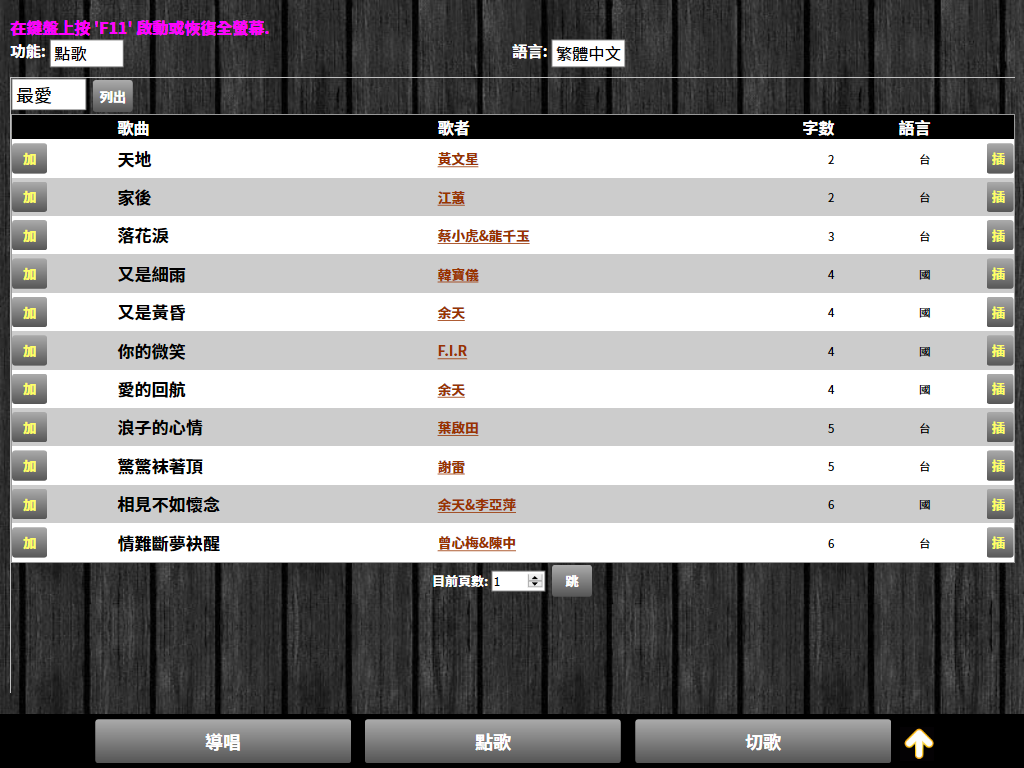 在鍵盤上按 'F11' 啟動或恢復全螢幕.
功能: 點歌 語言: 繁體中文
最愛 列出
歌曲 歌者 字數 語言
加 天地 黃文星 2 台 插
加 家後 江蕙 2 台 插
加 落花淚 蔡小虎&龍千玉 3 台 插
加 又是細雨 韓寶儀 4 國 插
加 又是黃昏 余天 4 國 插
加 你的微笑 F.I.R 4 國 插
加 愛的回航 余天 4 國 插
加 浪子的心情 葉啟田 5 台 插
加 驚驚袜著頂 謝雷 5 台 插
加 相見不如懷念 余天&李亞萍 6 國 插
加 情難斷夢袂醒 曾心梅&陳中 6 台 插
目前頁數: 1 跳
導唱 點歌 切歌